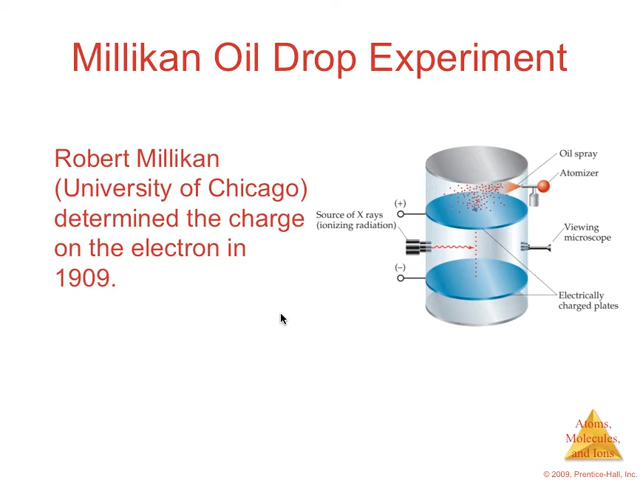 Millikan Oil Drop Experiment
Robert Millikan
(University of Chicago)
determined the charge
on the electron in
1909.
Oil spray
Atomizer
(+)
Source of X rays
(ionizing radiation)
Viewing
microscope
(−)
Electrically
charged plates
Atoms,
Molecules,
and Ions
© 2009, Prentice-Hall, Inc.